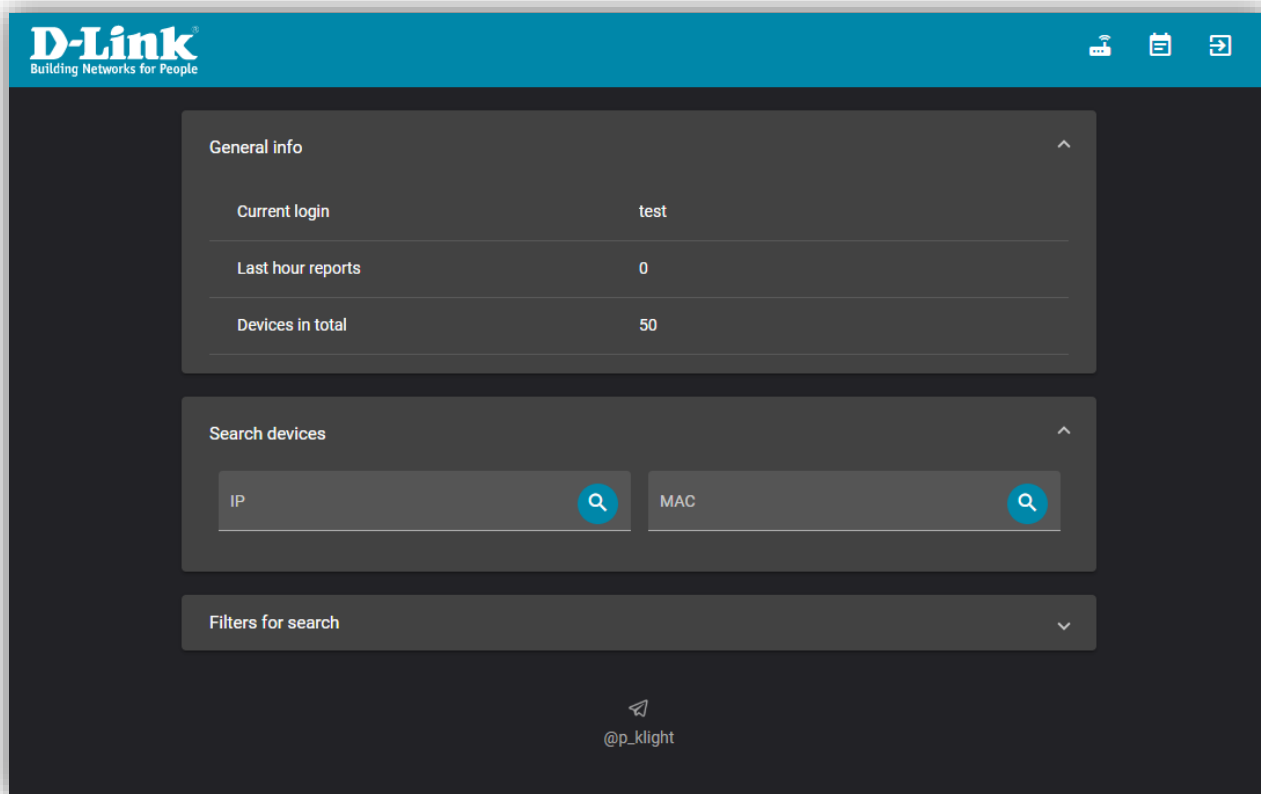 D-Link®
Building Networks for People
General info
Current login test
Last hour reports 0
Devices in total 50
Search devices
IP MAC
Filters for search
@p_klight